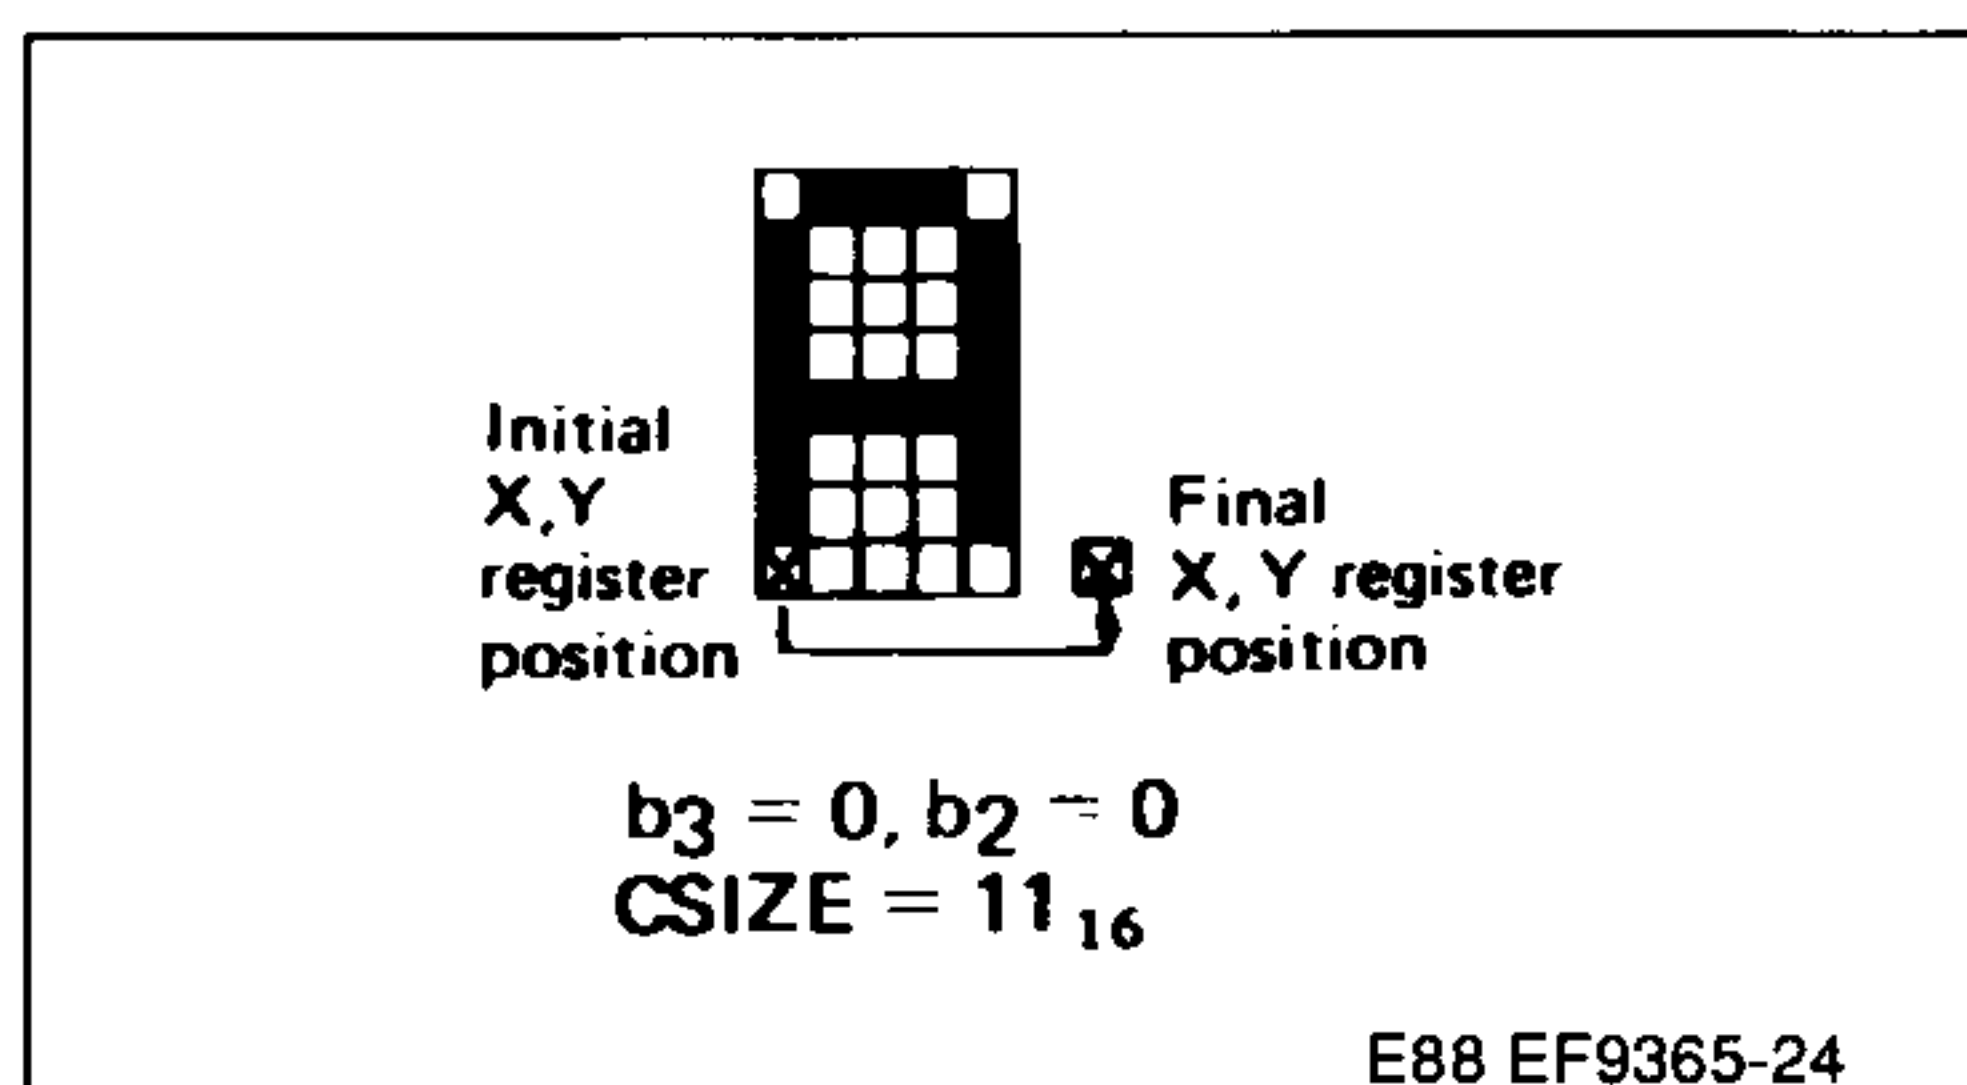 Initial
X,Y
register
position
Final
X, Y register
position
b3 = 0, b2 = 0
CSIZE = 11 16
E88 EF9365-24